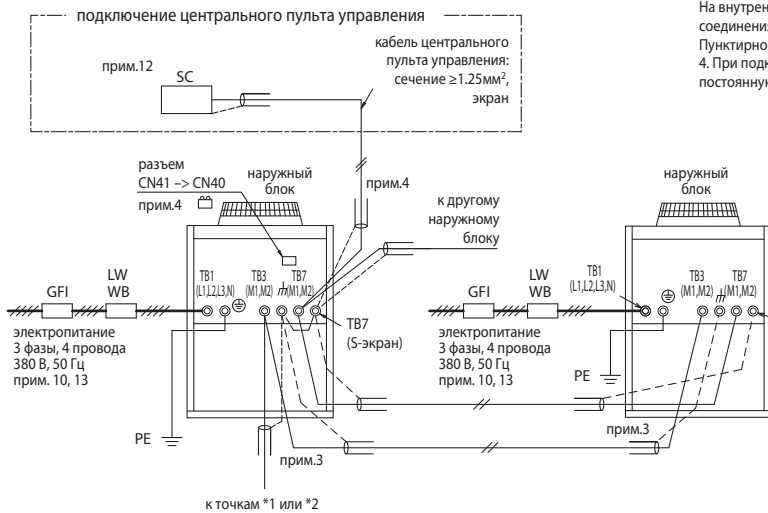 подключение центрального пульта управления
На внутрен
соединения
Пунктирно
4. При подк
постоянную
прим.12
SC
кабель центрального
пульта управления:
сечение ≥1.25мм²,
экран
разъем
CN41 –> CN40
прим.4
наружный
блок
прим.4
к другому
наружному
блоку
наружный
блок
GFI
LW
WB
TB1
(L1,L2,L3,N)
TB3
(M1,M2)
TB7
(M1,M2)
TB7
(S-экран)
электропитание
3 фазы, 4 провода
380 В, 50 Гц
прим. 10, 13
PE
GFI
LW
WB
TB1
(L1,L2,L3,N)
TB3
(M1,M2)
TB7
(M1,M2)
электропитание
3 фазы, 4 провода
380 В, 50 Гц
прим. 10, 13
PE
прим.3
прим.3
к точкам *1 или *2